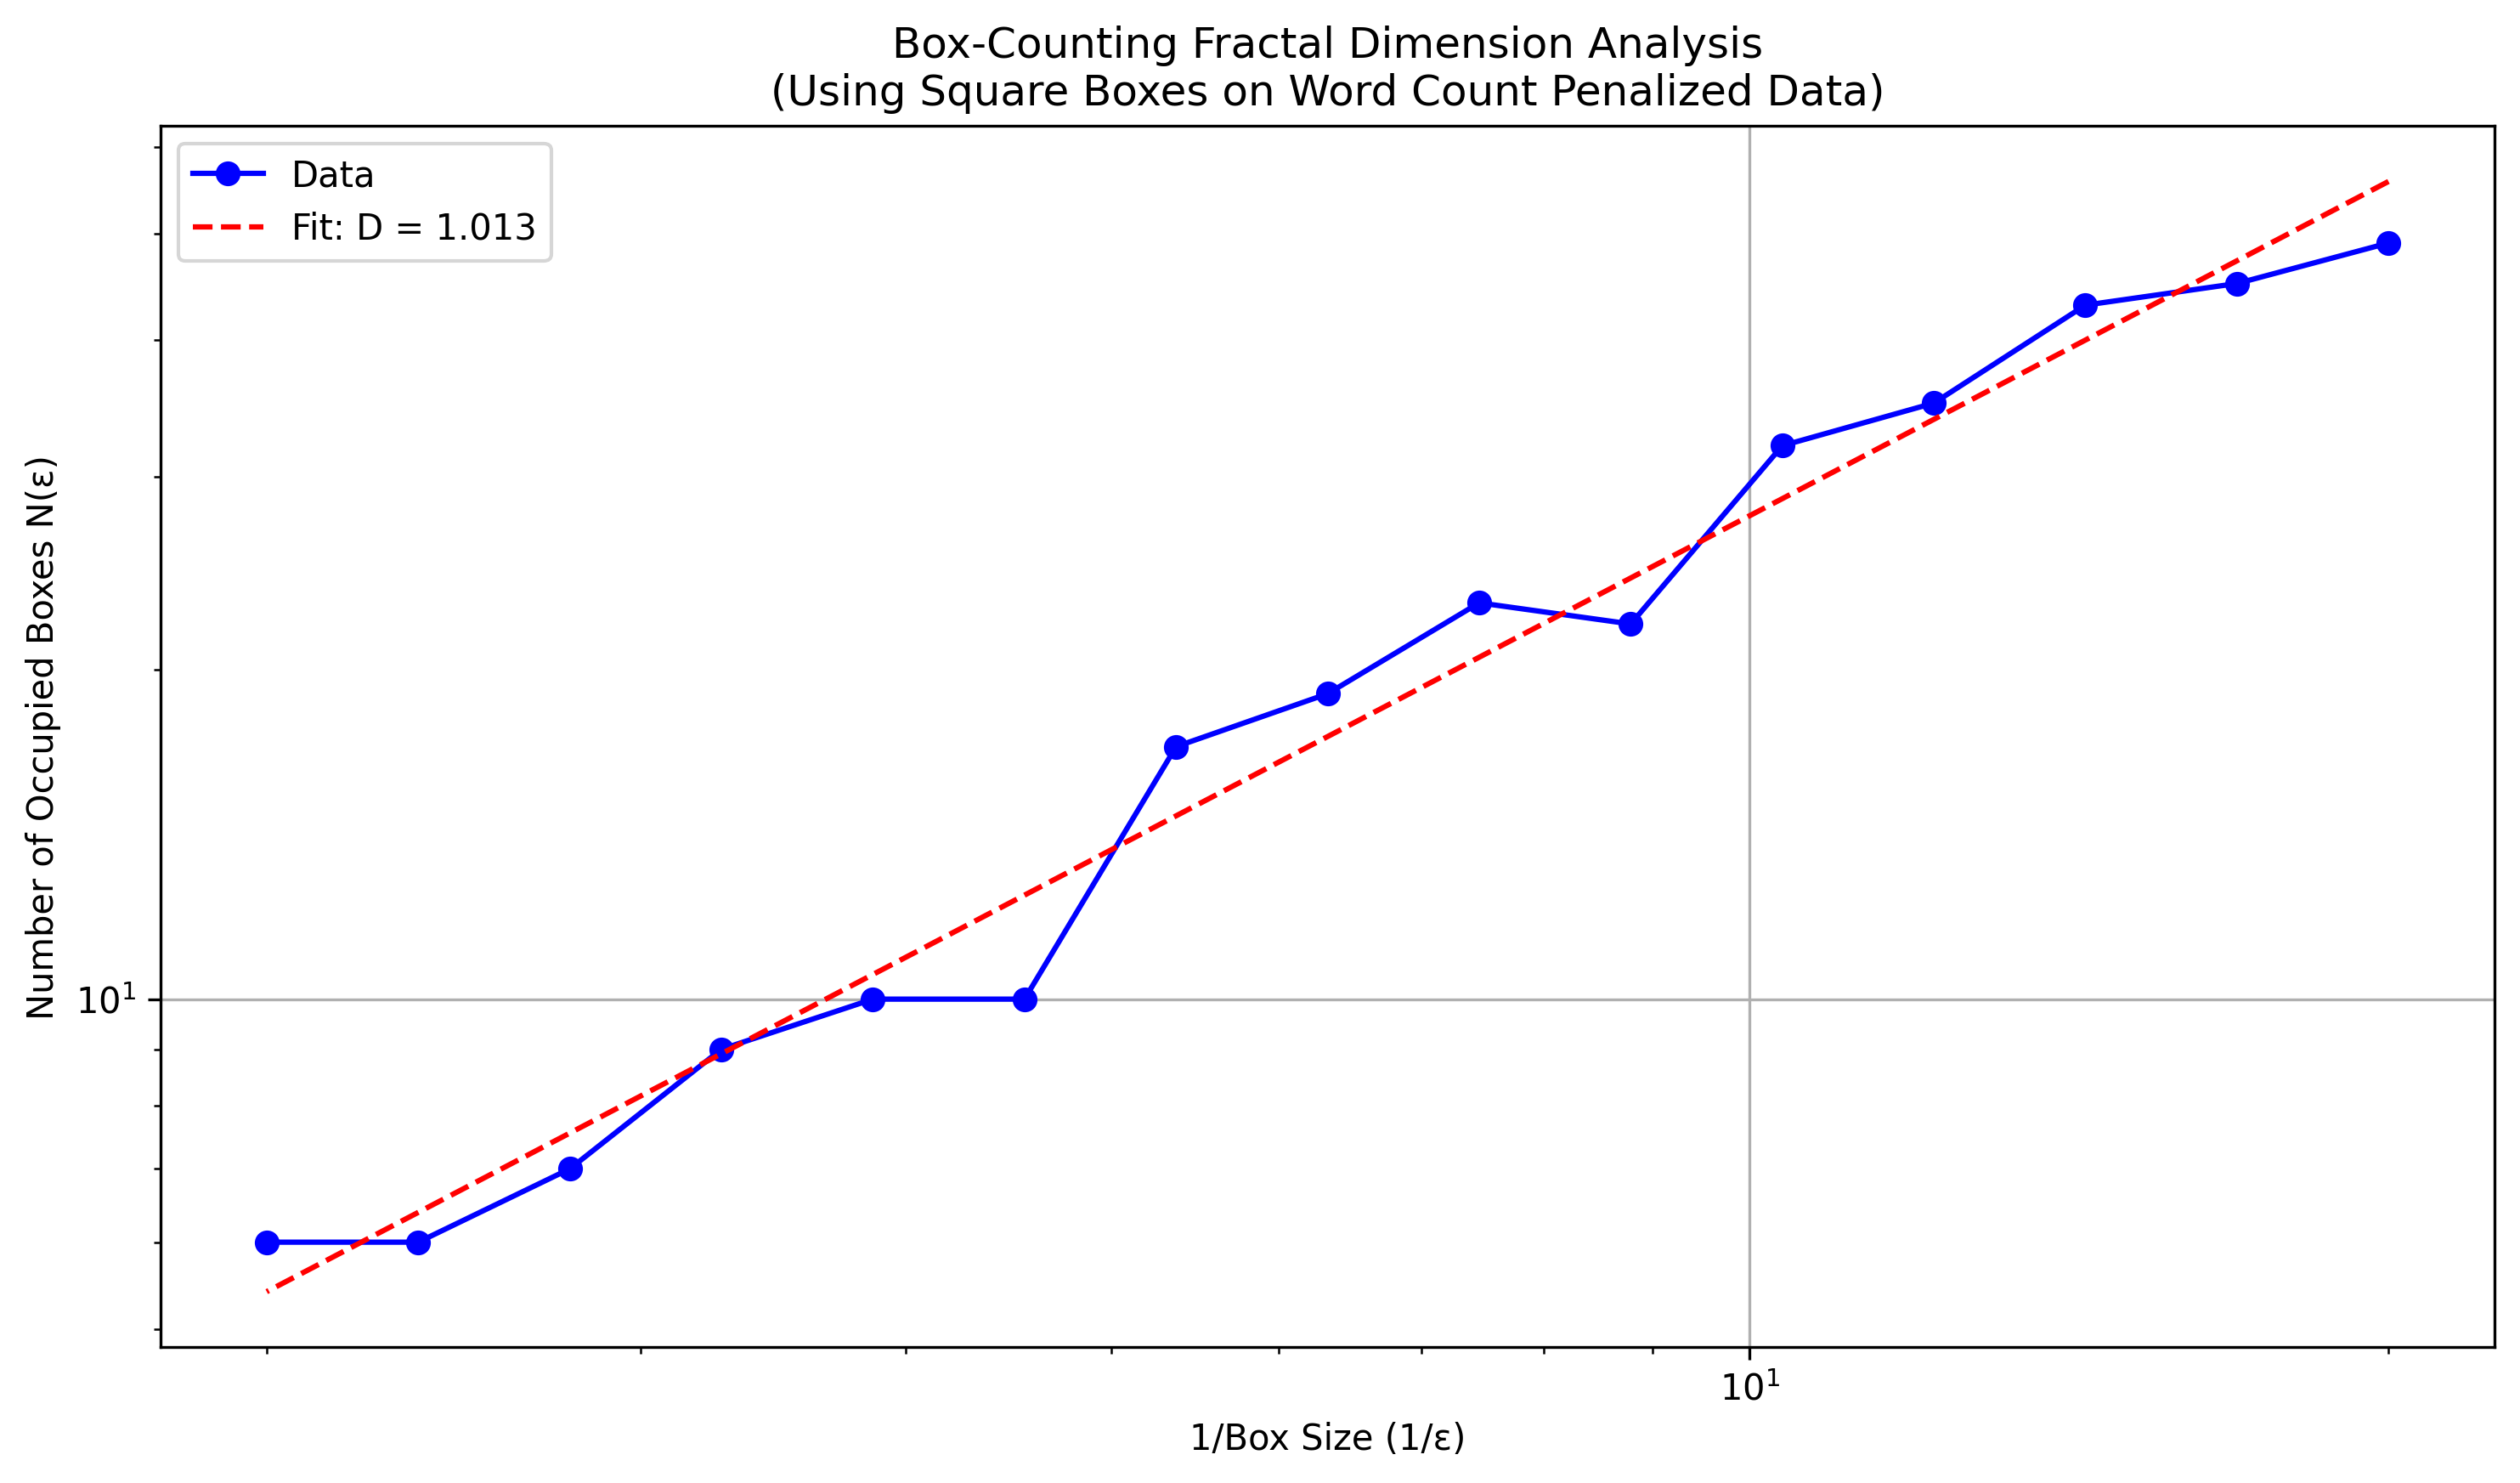 Box-Counting Fractal Dimension Analysis
(Using Square Boxes on Word Count Penalized Data)
Data
Fit: D = 1.013
Number of Occupied Boxes N(ε)
10¹
10¹
1/Box Size (1/ε)